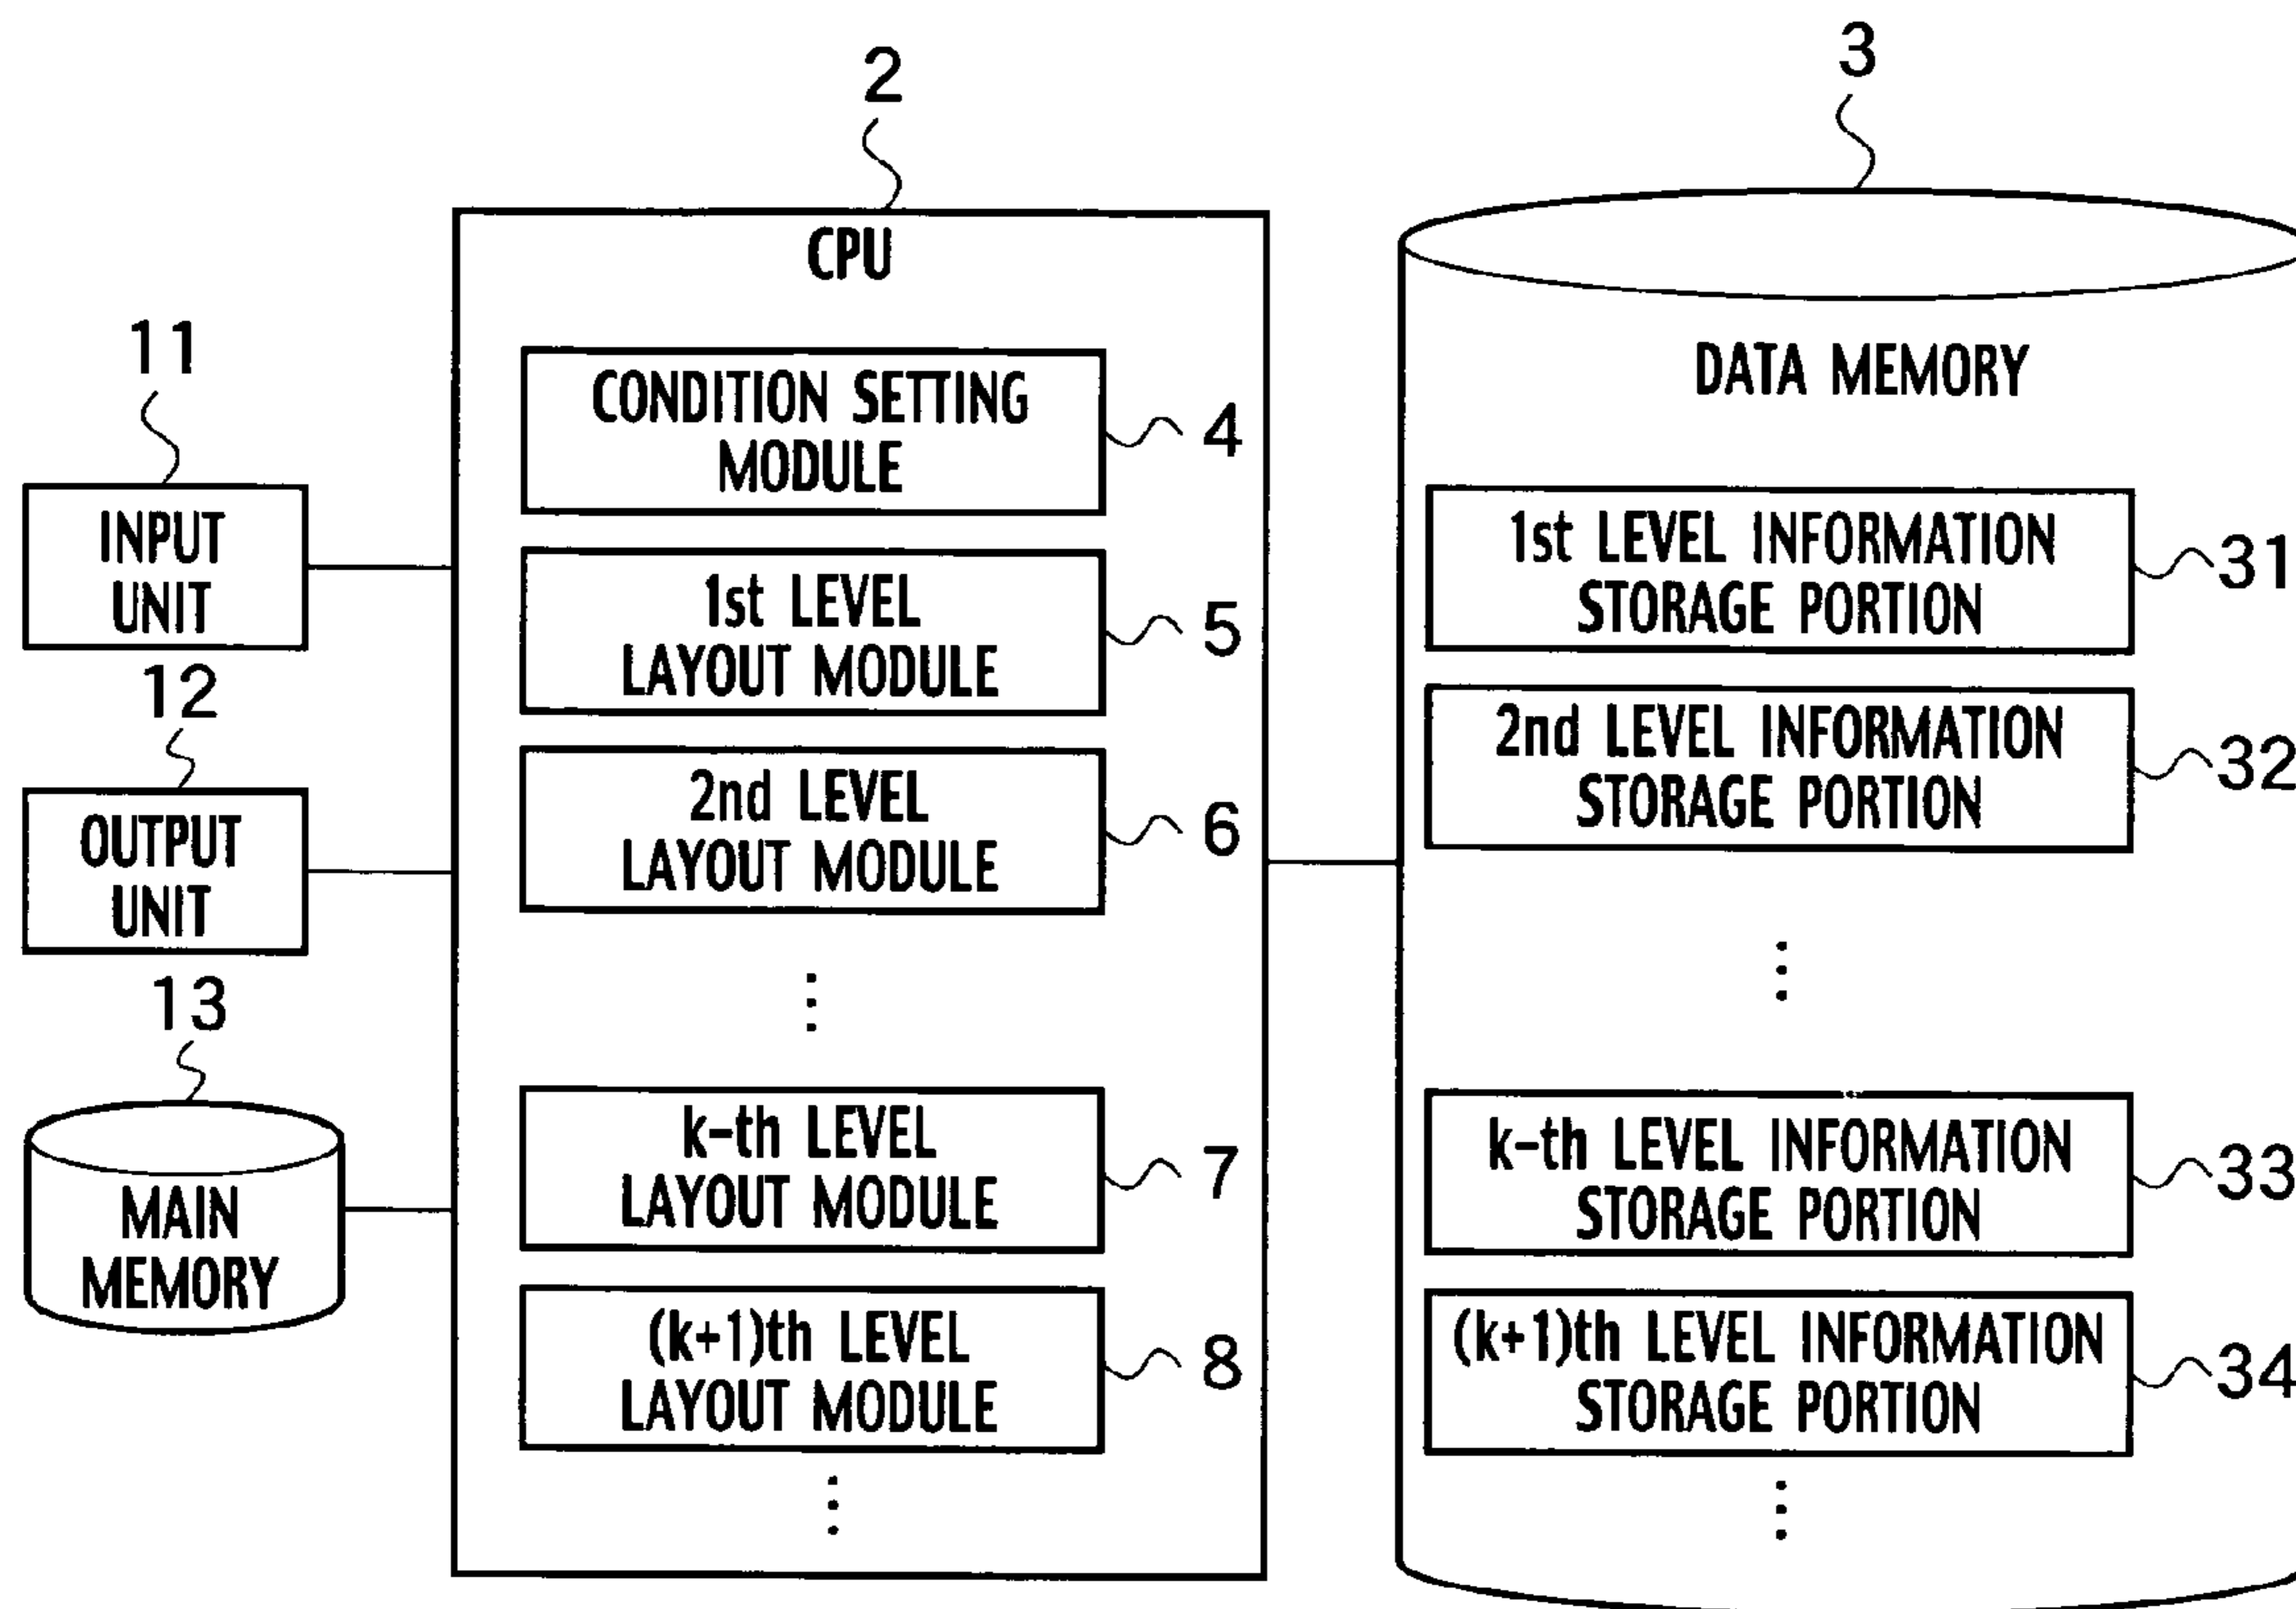 2
3
CPU
11
CONDITION SETTING
MODULE
4
DATA MEMORY
INPUT
UNIT
1st LEVEL
LAYOUT MODULE
5
1st LEVEL INFORMATION
STORAGE PORTION
31
12
OUTPUT
UNIT
2nd LEVEL
LAYOUT MODULE
6
2nd LEVEL INFORMATION
STORAGE PORTION
32
13
MAIN
MEMORY
k-th LEVEL
LAYOUT MODULE
7
k-th LEVEL INFORMATION
STORAGE PORTION
33
(k+1)th LEVEL
LAYOUT MODULE
8
(k+1)th LEVEL INFORMATION
STORAGE PORTION
34